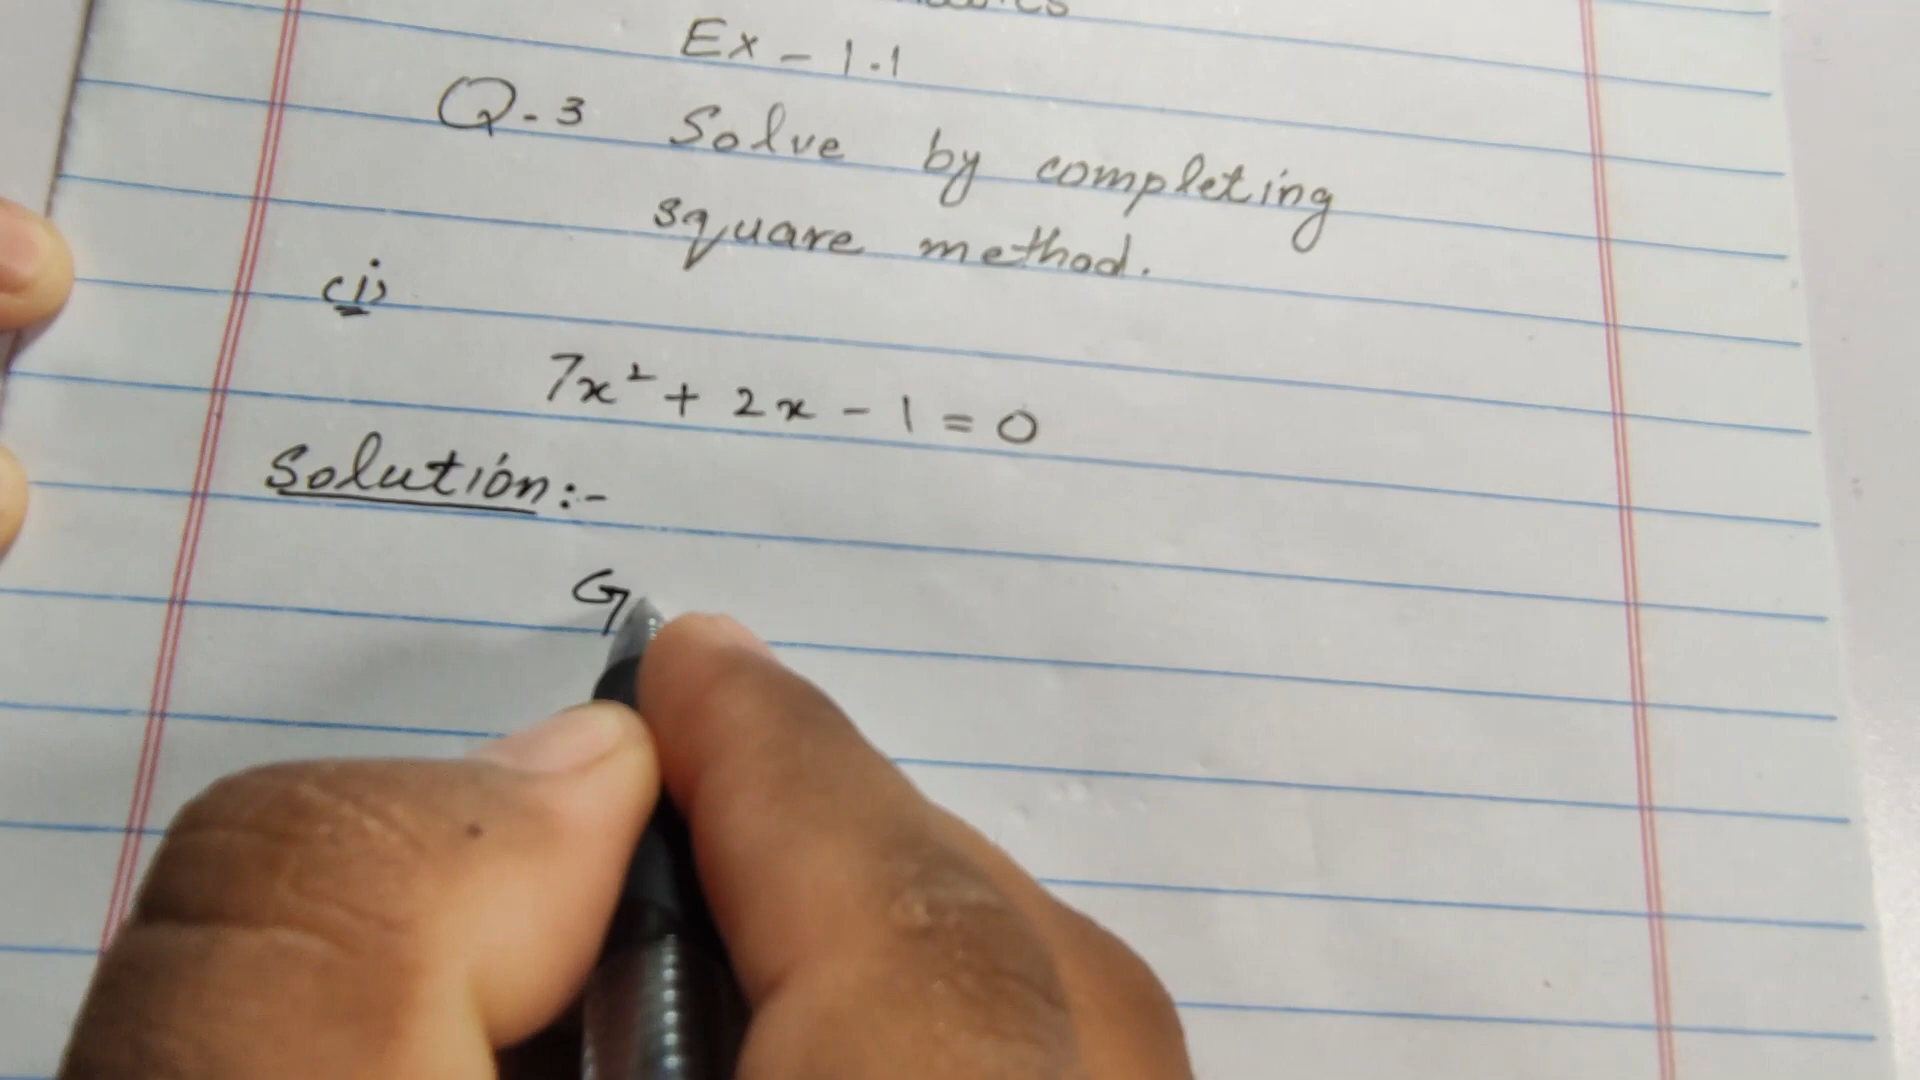 Ex - 1.1
Q.3 Solve by completing
square method.
(i)
7x² + 2x - 1 = 0
Solution:-
G